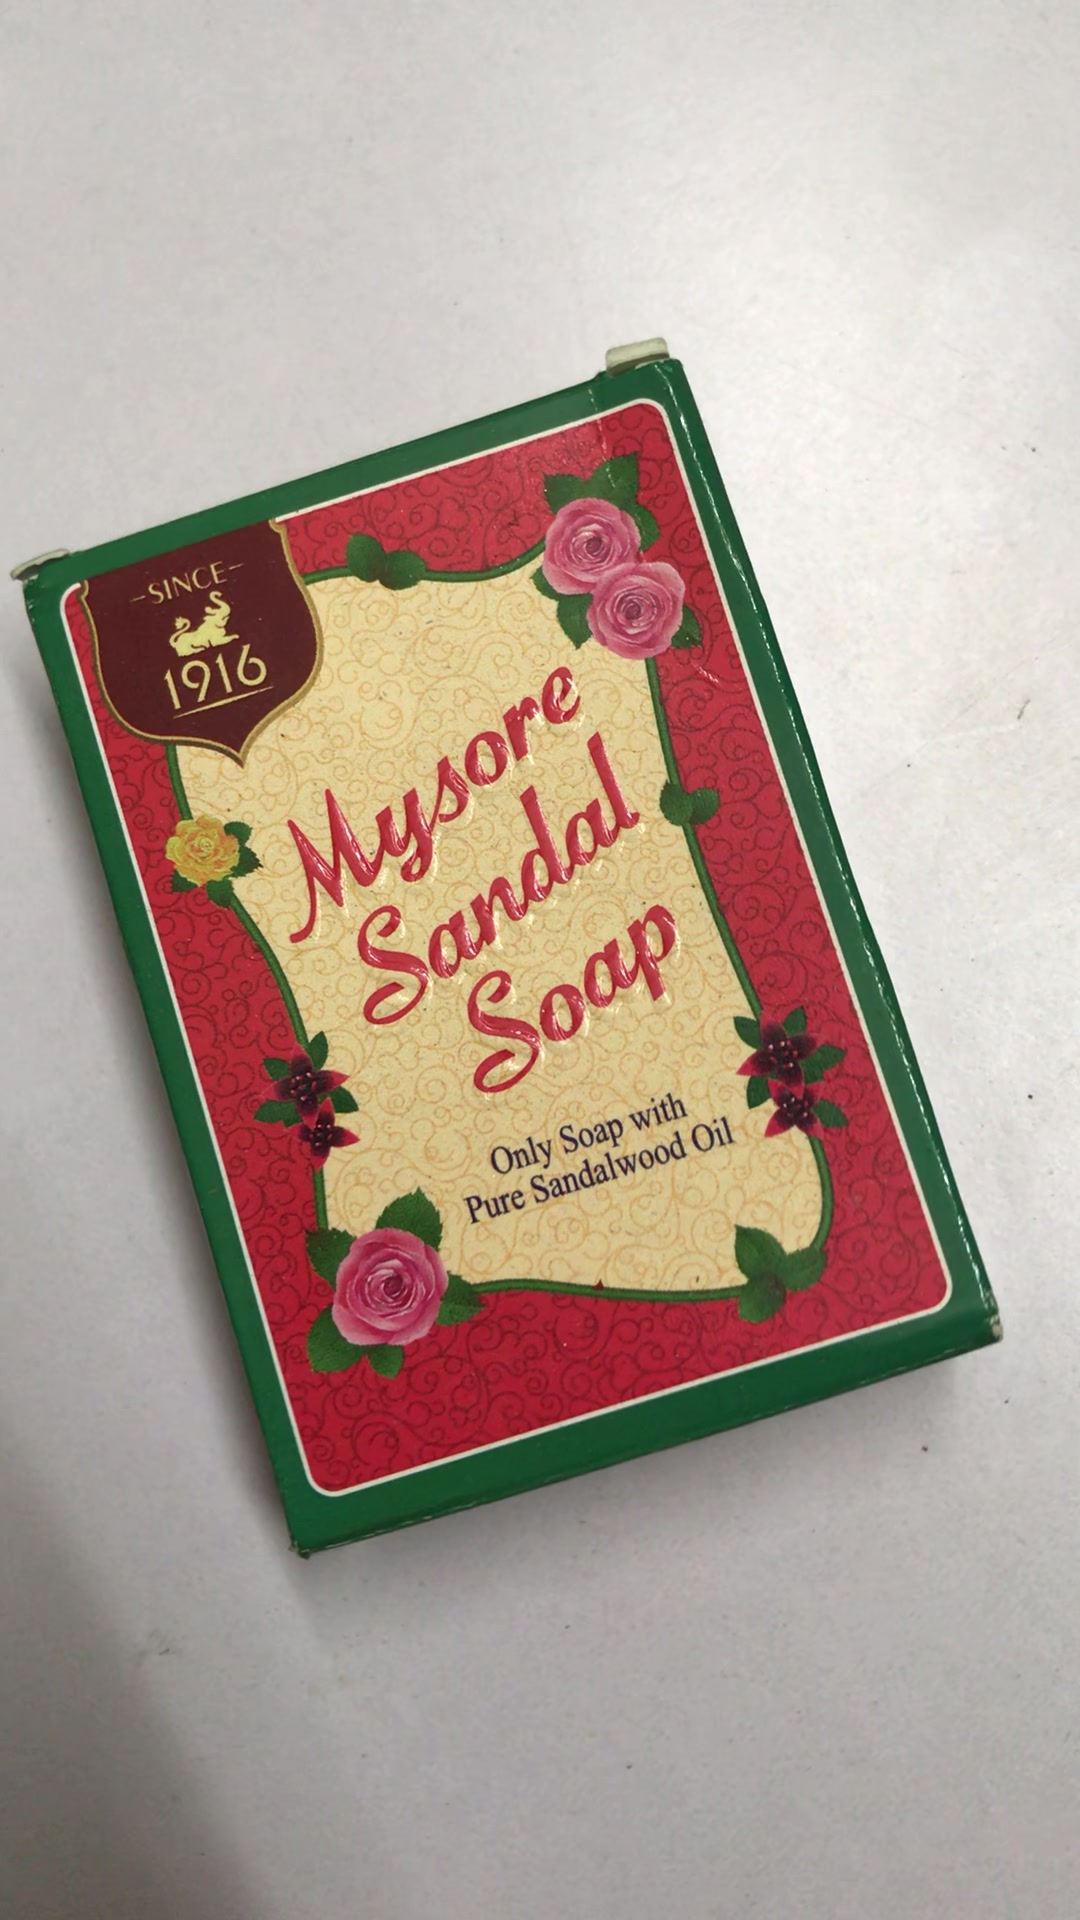 -SINCE-
1916
Mysore
Sandal
Soap
Only Soap with
Pure Sandalwood Oil